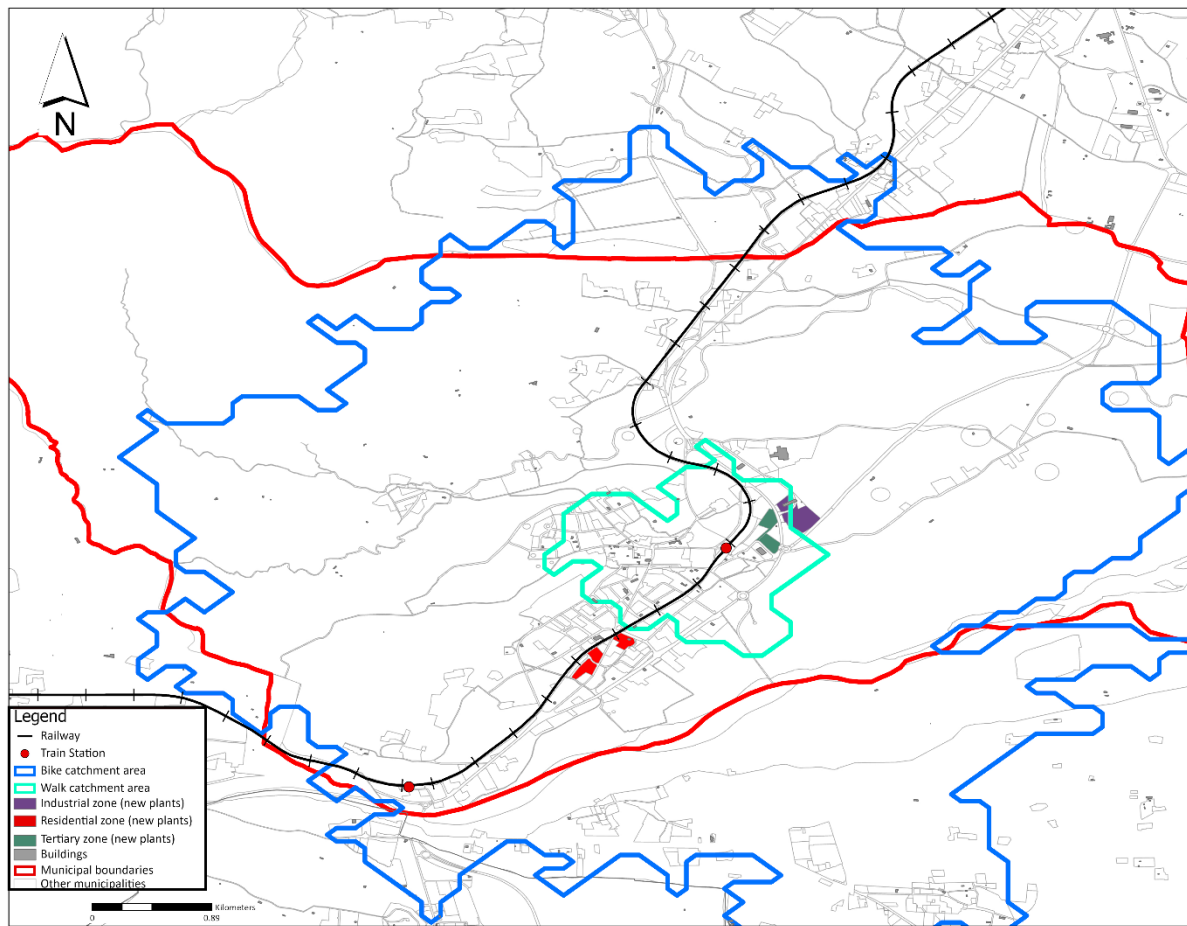 N
Legend
Railway
Train Station
Bike catchment area
Walk catchment area
Industrial zone (new plants)
Residential zone (new plants)
Tertiary zone (new plants)
Buildings
Municipal boundaries
Other municipalities
Kilometers
0 0.89